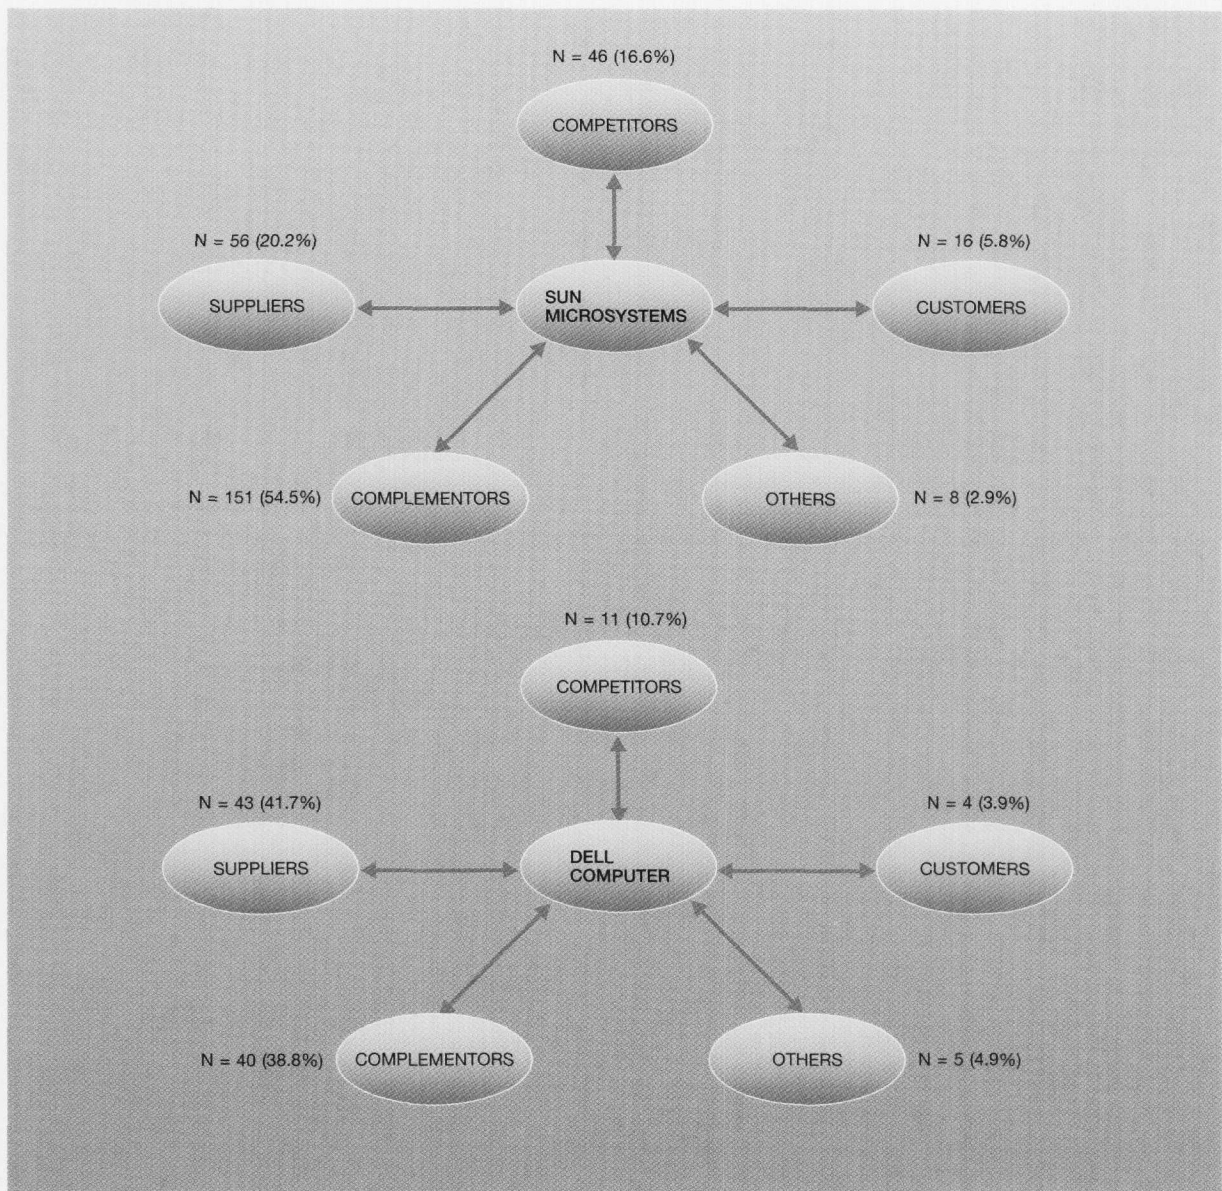 N = 46 (16.6%)
COMPETITORS
N = 56 (20.2%)
N = 16 (5.8%)
SUPPLIERS
SUN
MICROSYSTEMS
CUSTOMERS
N = 151 (54.5%)
COMPLEMENTORS
OTHERS
N = 8 (2.9%)
N = 11 (10.7%)
COMPETITORS
N = 43 (41.7%)
N = 4 (3.9%)
SUPPLIERS
DELL
COMPUTER
CUSTOMERS
N = 40 (38.8%)
COMPLEMENTORS
OTHERS
N = 5 (4.9%)